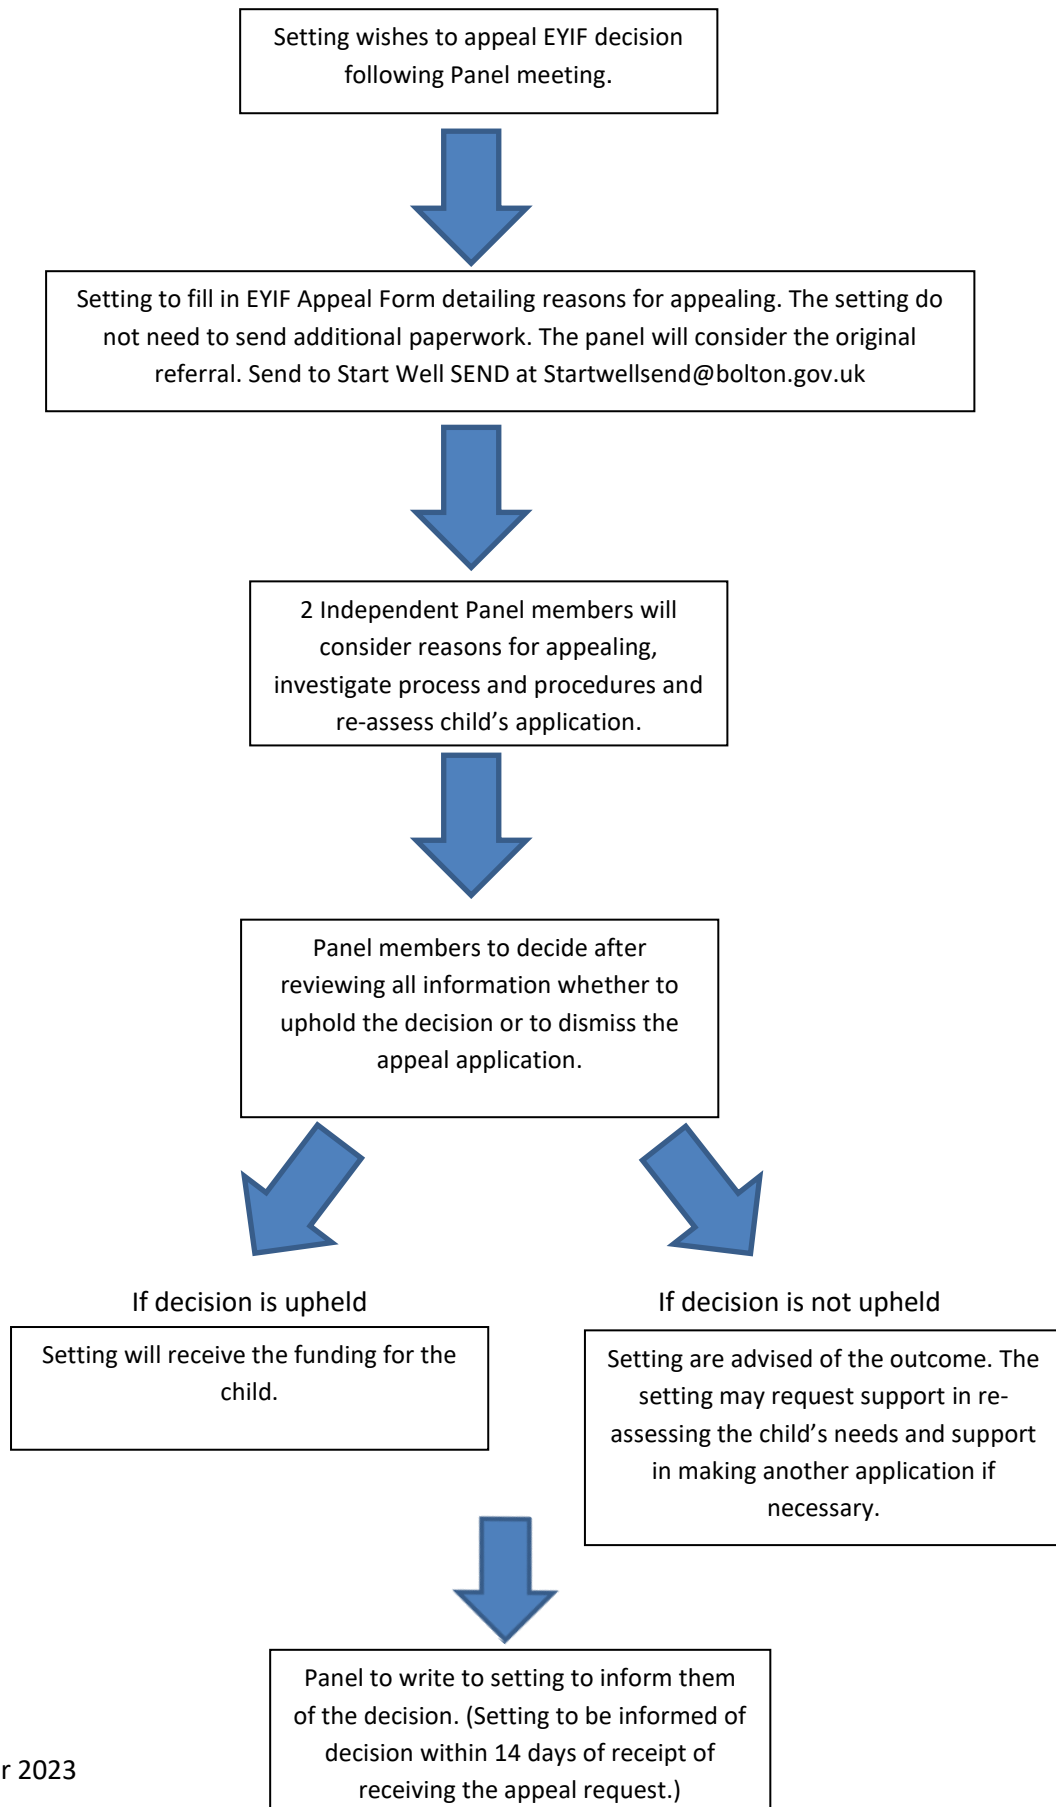 Setting wishes to appeal EYIF decision
following Panel meeting.
Setting to fill in EYIF Appeal Form detailing reasons for appealing. The setting do
not need to send additional paperwork. The panel will consider the original
referral. Send to Start Well SEND at Startwellsend@bolton.gov.uk
2 Independent Panel members will
consider reasons for appealing,
investigate process and procedures and
re-assess child’s application.
Panel members to decide after
reviewing all information whether to
uphold the decision or to dismiss the
appeal application.
If decision is upheld
Setting will receive the funding for the
child.
If decision is not upheld
Setting are advised of the outcome. The
setting may request support in re-
assessing the child’s needs and support
in making another application if
necessary.
Panel to write to setting to inform them
of the decision. (Setting to be informed of
decision within 14 days of receipt of
receiving the appeal request.)
r 2023